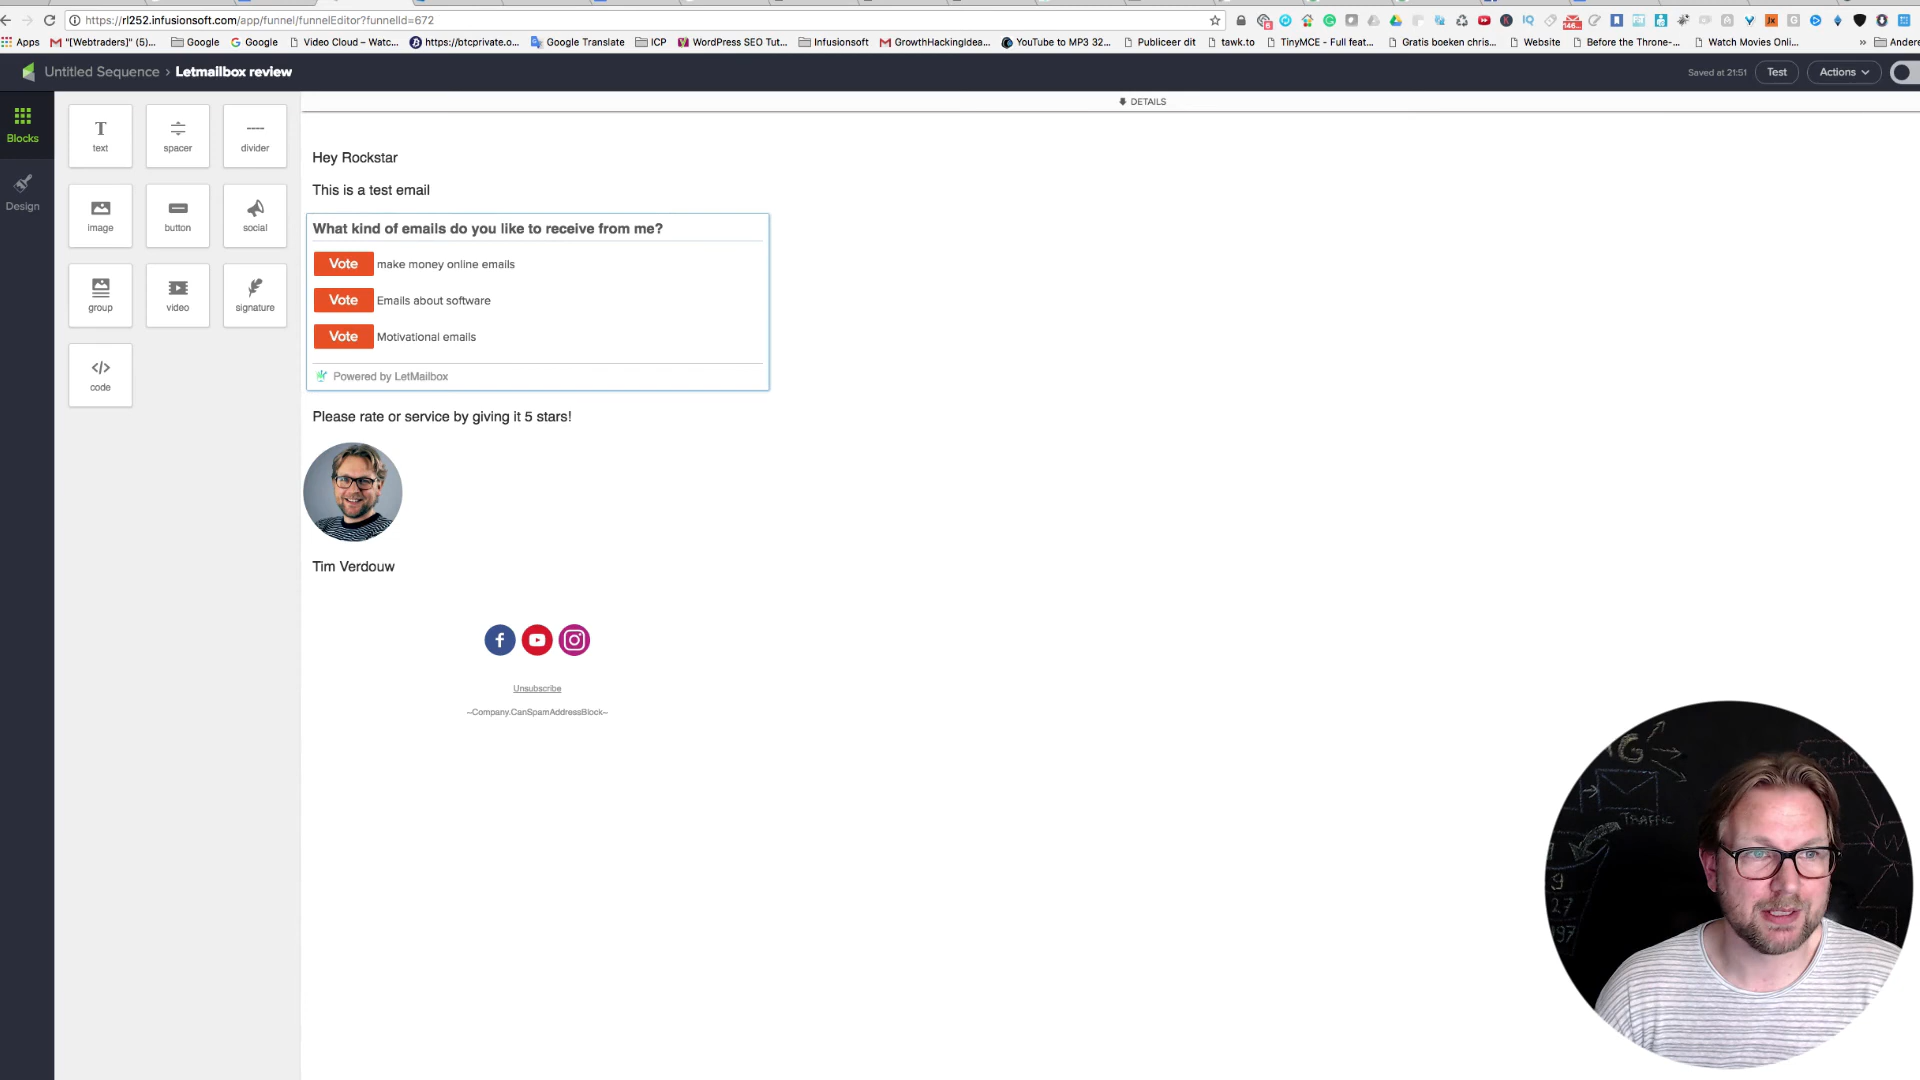 https://rl252.infusionsoft.com/app/funnel/funnelEditor?funnelId=672
146
Apps "[Webtraders]" (5)... Google Google Video Cloud – Watc... https://btcprivate.o... Google Translate ICP WordPress SEO Tut... Infusionsoft GrowthHackingIdea... YouTube to MP3 32... Publiceer dit tawk.to TinyMCE - Full feat... Gratis boeken chris... Website Before the Throne-... Watch Movies Onli... » Andere
Untitled Sequence > Letmailbox review Saved at 21:51 Test Actions
Blocks
Design
text spacer divider
image button social
group video signature
code
DETAILS
Hey Rockstar
This is a test email
What kind of emails do you like to receive from me?
Vote make money online emails
Vote Emails about software
Vote Motivational emails
Powered by LetMailbox
Please rate or service by giving it 5 stars!
Tim Verdouw
Unsubscribe
~Company.CanSpamAddressBlock~
TRAFFIC
9
27
197